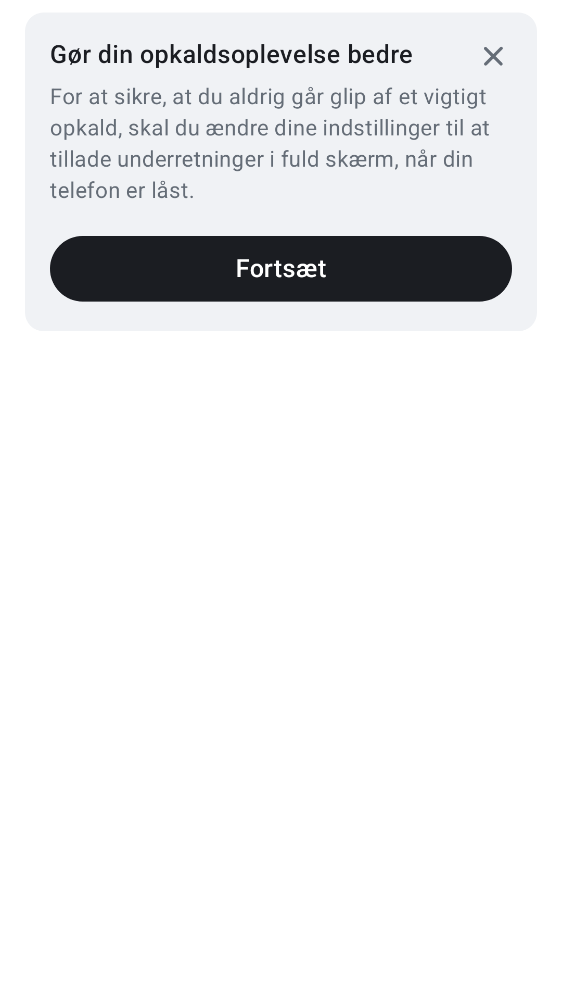 Gør din opkaldsoplevelse bedre
For at sikre, at du aldrig går glip af et vigtigt
opkald, skal du ændre dine indstillinger til at
tillade underretninger i fuld skærm, når din
telefon er låst.
Fortsæt